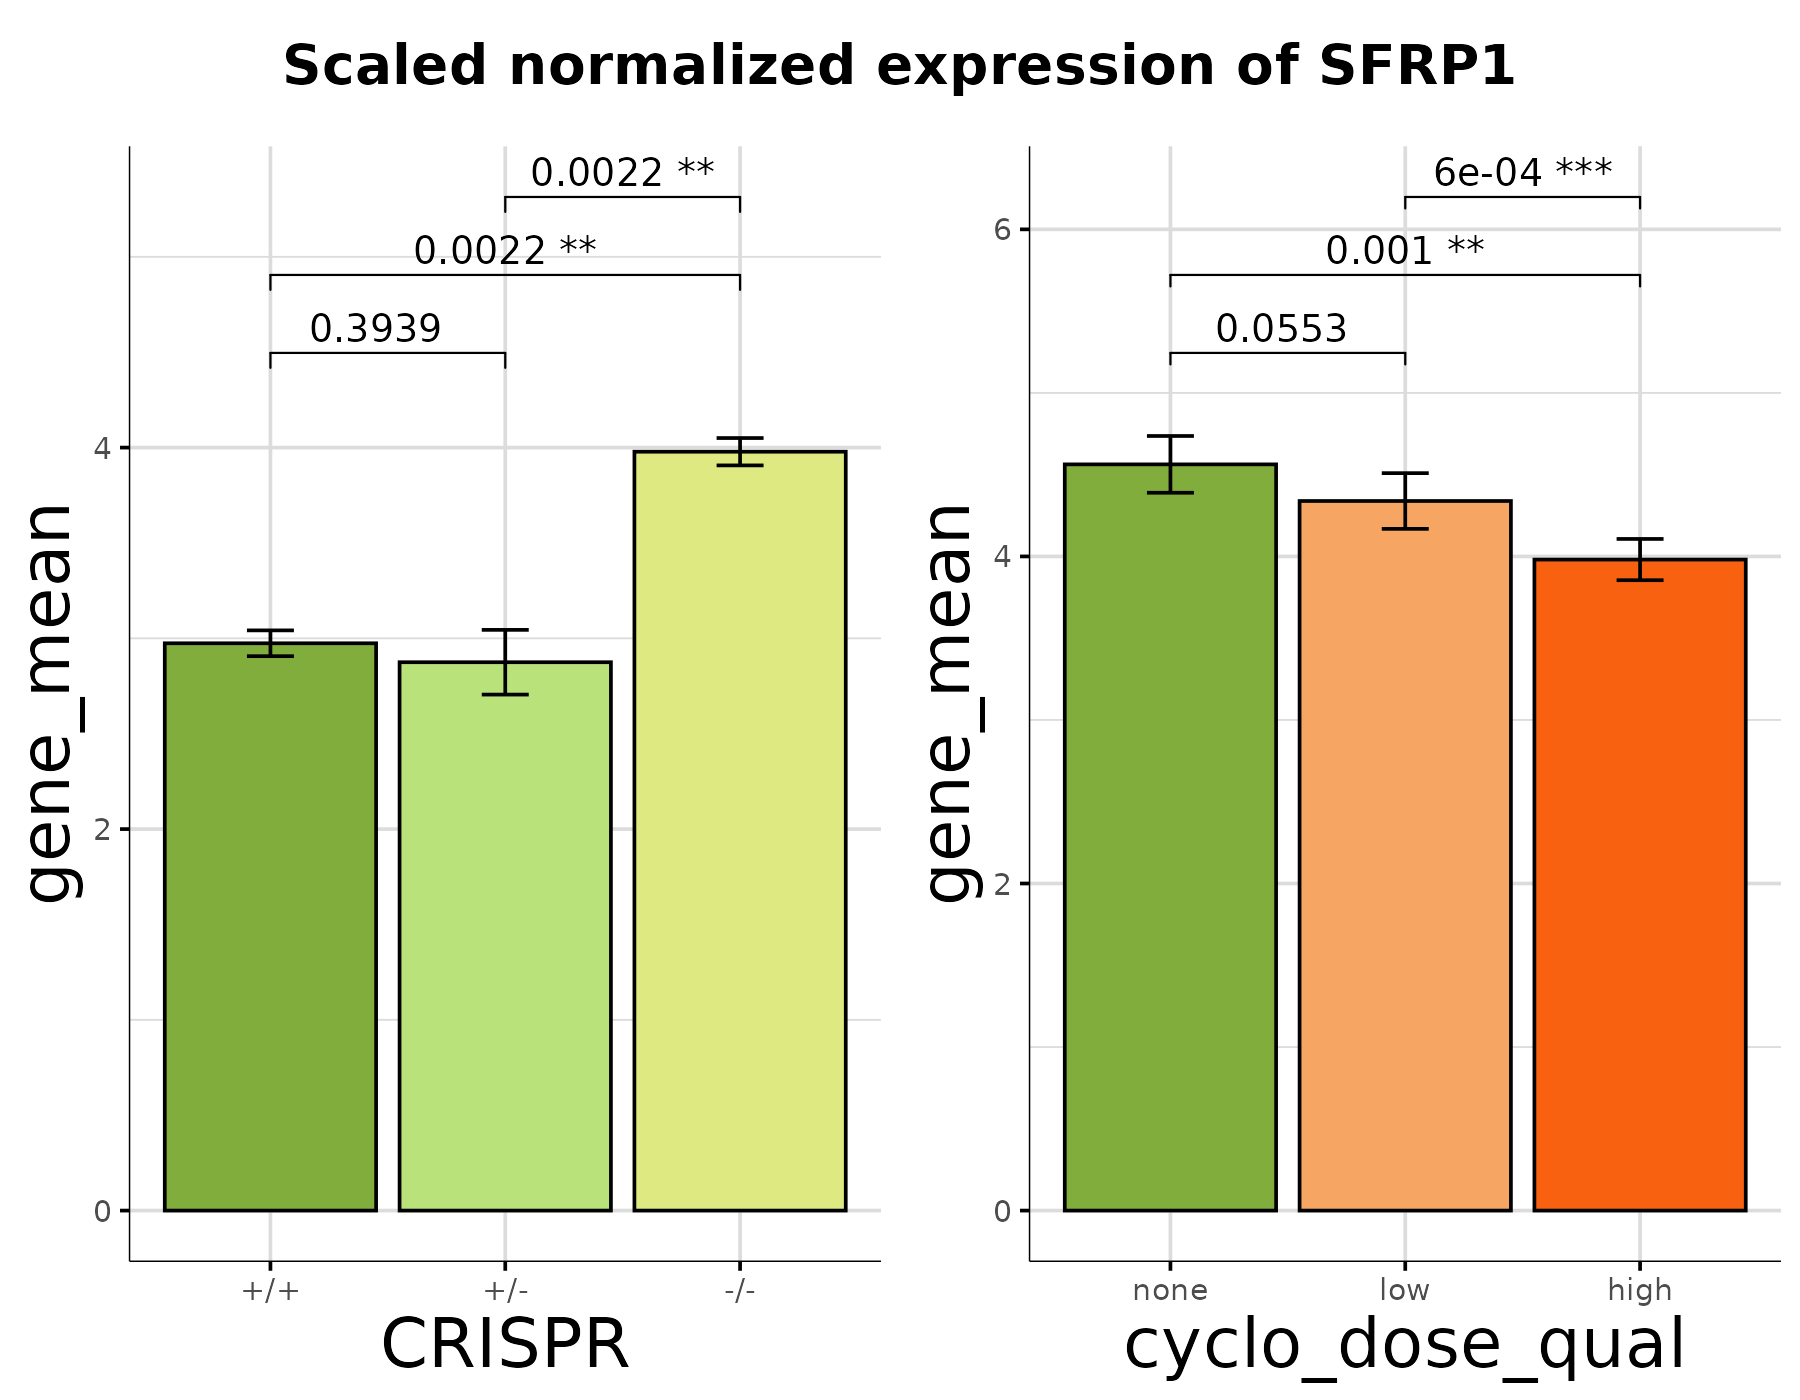 Scaled normalized expression of SFRP1
0.0022 **
0.0022 **
0.3939
4
2
0
gene_mean
+/+ +/- -/-
CRISPR
6e-04 ***
0.001 **
0.0553
6
4
2
0
gene_mean
none low high
cyclo_dose_qual